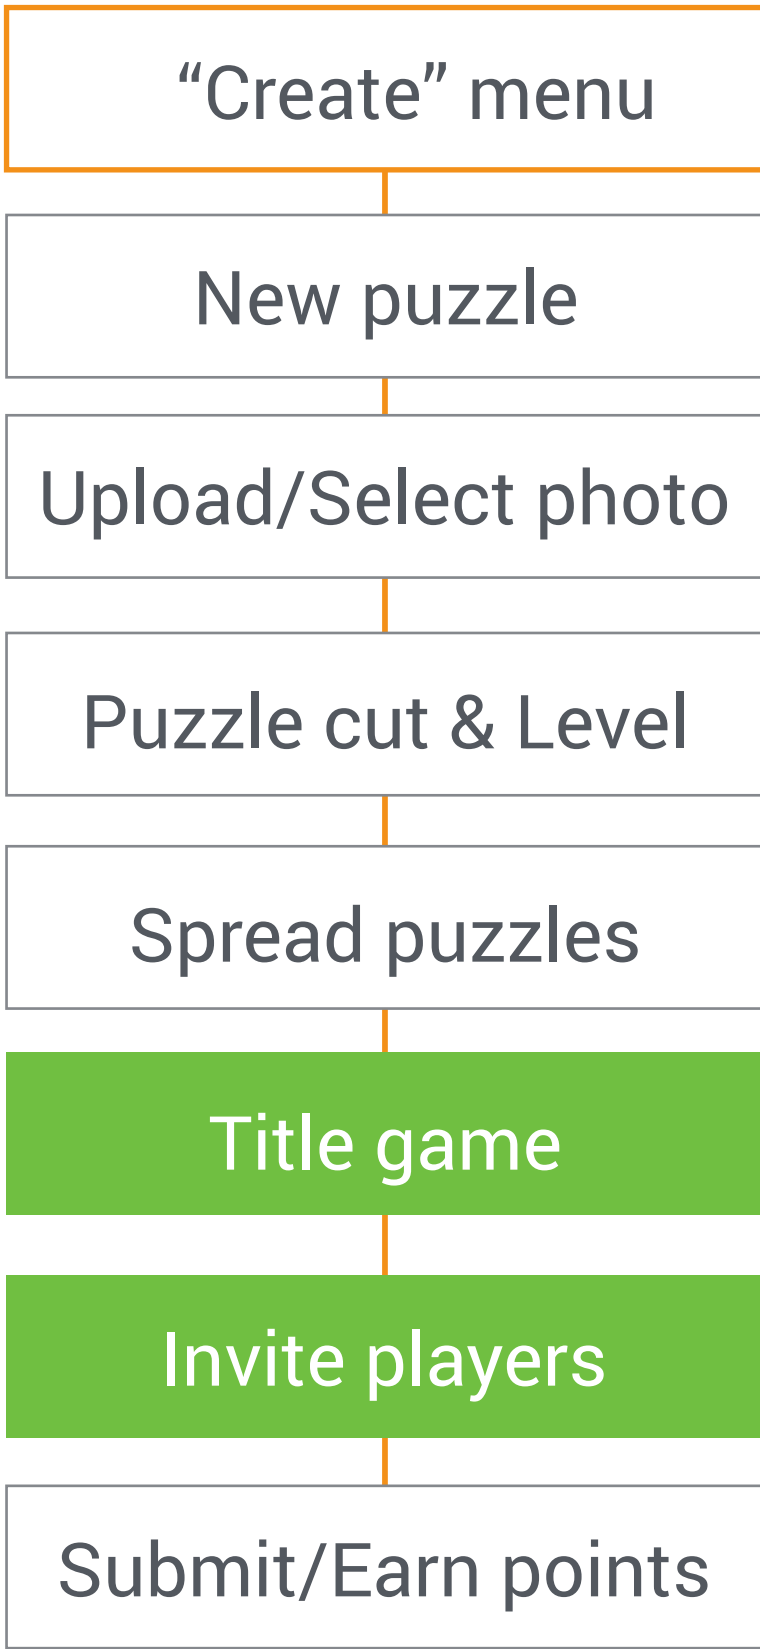 “Create” menu
New puzzle
Upload/Select photo
Puzzle cut & Level
Spread puzzles
Title game
Invite players
Submit/Earn points